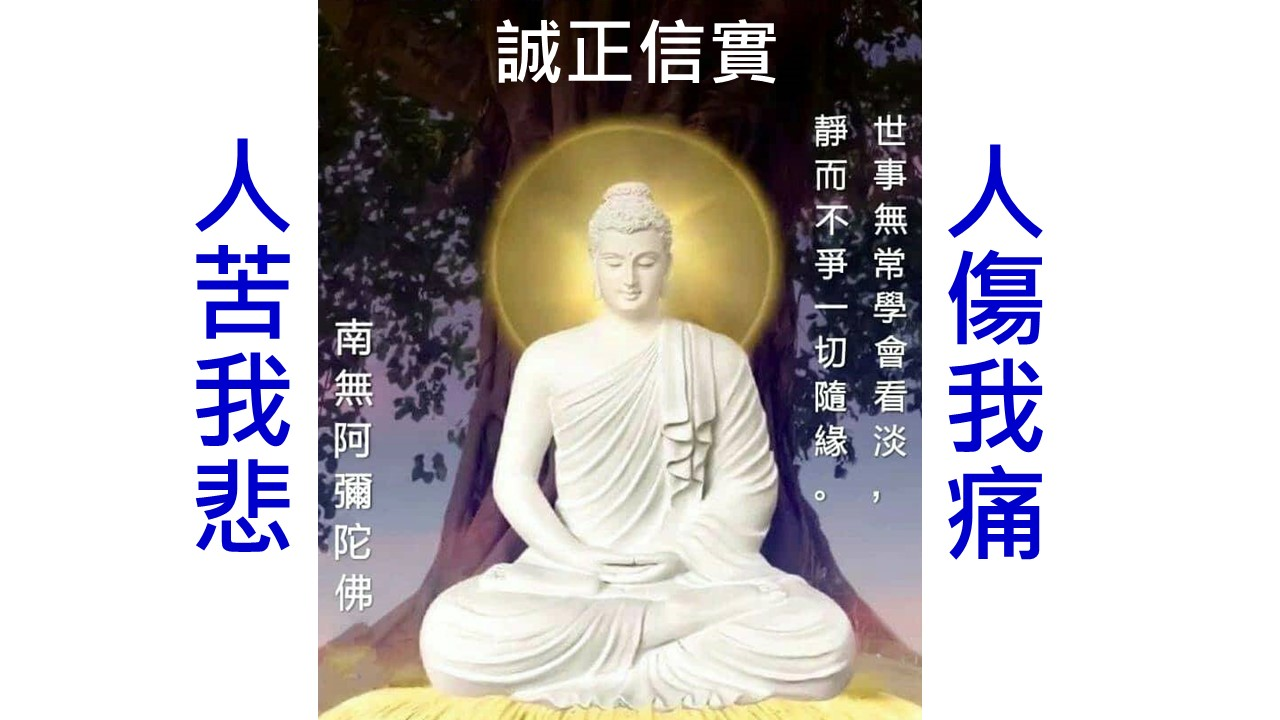 誠正信實
人傷我痛
世事無常學會看淡，
靜而不爭一切隨緣。
南無阿彌陀佛
人苦我悲